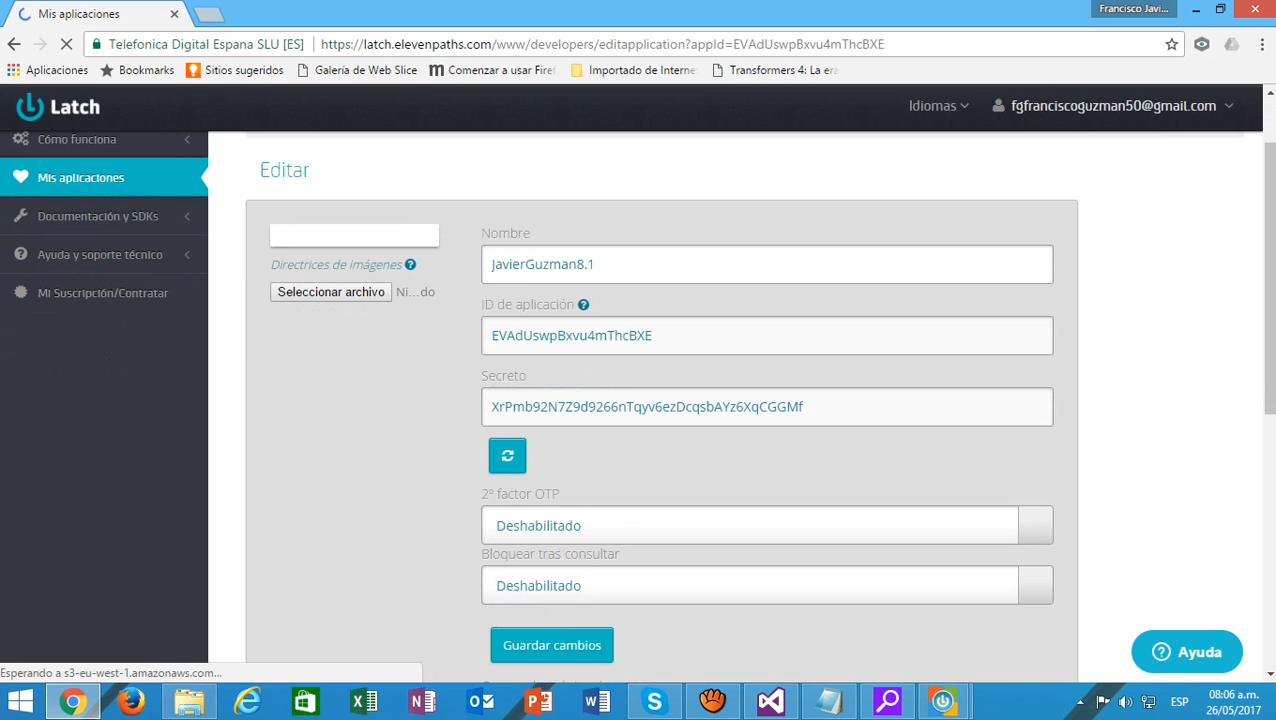 Mis aplicaciones
Francisco Javi...
Telefonica Digital Espana SLU [ES] https://latch.elevenpaths.com/www/developers/editapplication?appId=EVAdUswpBxvu4mThcBXE
Aplicaciones Bookmarks Sitios sugeridos Galería de Web Slice Comenzar a usar Firef Importado de Internet Transformers 4: La era
Latch
Idiomas
fgfranciscoguzman50@gmail.com
Cómo funciona
Mis aplicaciones
Documentación y SDKs
Ayuda y soporte técnico
Mi Suscripción/Contratar
Editar
Directrices de imágenes
Seleccionar archivo Ni...do
Nombre
JavierGuzman8.1
ID de aplicación
EVAdUswpBxvu4mThcBXE
Secreto
XrPmb92N7Z9d9266nTqyv6ezDcqsbAYz6XqCGGMf
2º factor OTP
Deshabilitado
Bloquear tras consultar
Deshabilitado
Guardar cambios
Ayuda
Esperando a s3-eu-west-1.amazonaws.com...
ESP
08:06 a.m.
26/05/2017